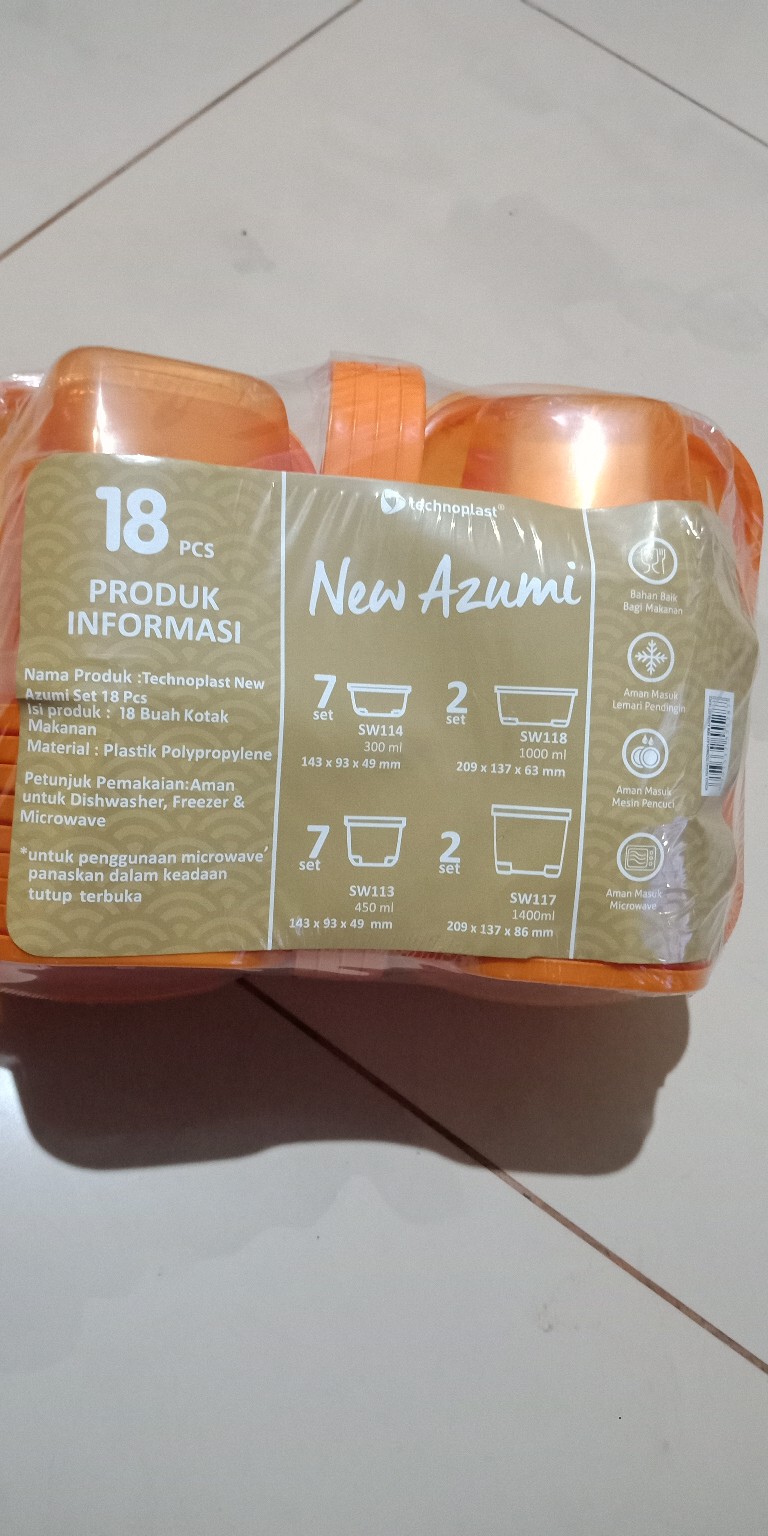 18 PCS
PRODUK
INFORMASI
Nama Produk :Technoplast New
Azumi Set 18 Pcs
Isi produk : 18 Buah Kotak
Makanan
Material : Plastik Polypropylene
Petunjuk Pemakaian:Aman
untuk Dishwasher, Freezer &
Microwave
*untuk penggunaan microwave
panaskan dalam keadaan
tutup terbuka
technoplast®
New Azumi
7
set
SW114
300 ml
143 x 93 x 49 mm
2
set
SW118
1000 ml
209 x 137 x 63 mm
7
set
SW113
450 ml
143 x 93 x 49 mm
2
set
SW117
1400ml
209 x 137 x 86 mm
Bahan Baik
Bagi Makanan
Aman Masuk
Lemari Pendingin
Aman Masuk
Mesin Pencuci
Aman Masuk
Microwave